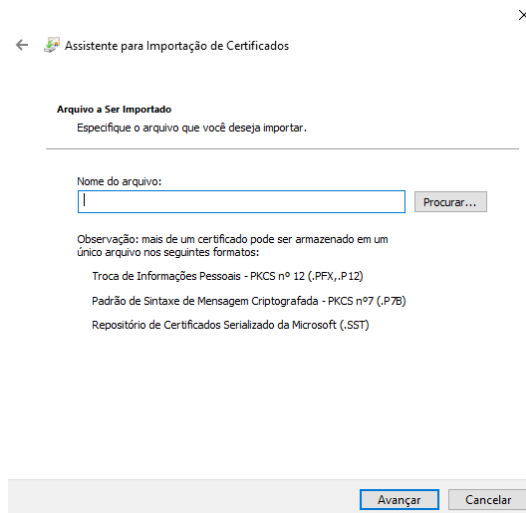 Assistente para Importação de Certificados
Arquivo a Ser Importado
Especifique o arquivo que você deseja importar.
Nome do arquivo:
Procurar...
Observação: mais de um certificado pode ser armazenado em um
único arquivo nos seguintes formatos:
Troca de Informações Pessoais - PKCS nº 12 (.PFX,.P12)
Padrão de Sintaxe de Mensagem Criptografada - PKCS nº7 (.P7B)
Repositório de Certificados Serializado da Microsoft (.SST)
Avançar
Cancelar